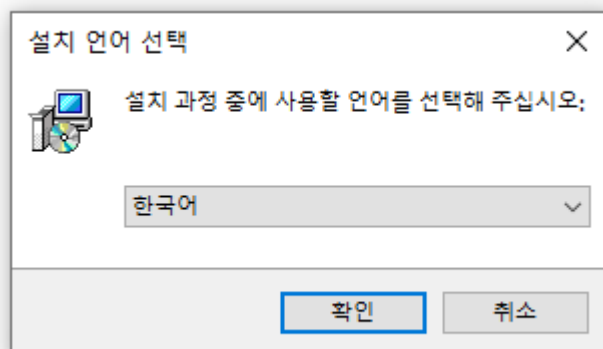 설치 언어 선택
설치 과정 중에 사용할 언어를 선택해 주십시오:
한국어
확인
취소